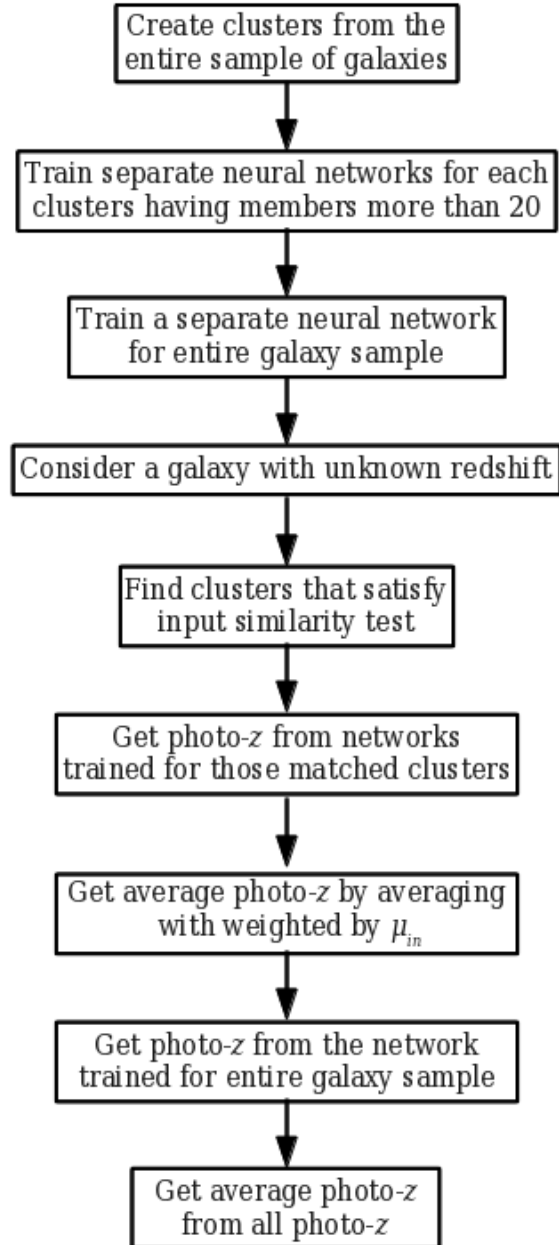 Create clusters from the
entire sample of galaxies
Train separate neural networks for each
clusters having members more than 20
Train a separate neural network
for entire galaxy sample
Consider a galaxy with unknown redshift
Find clusters that satisfy
input similarity test
Get photo-z from networks
trained for those matched clusters
Get average photo-z by averaging
with weighted by μ_in
Get photo-z from the network
trained for entire galaxy sample
Get average photo-z
from all photo-z